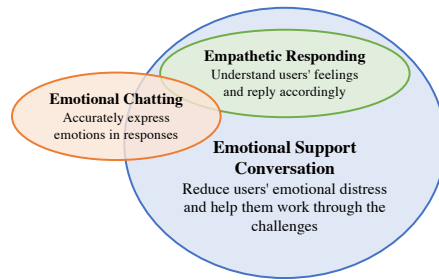 Empathetic Responding
Understand users' feelings
and reply accordingly
Emotional Chatting
Accurately express
emotions in responses
Emotional Support
Conversation
Reduce users' emotional distress
and help them work through the
challenges